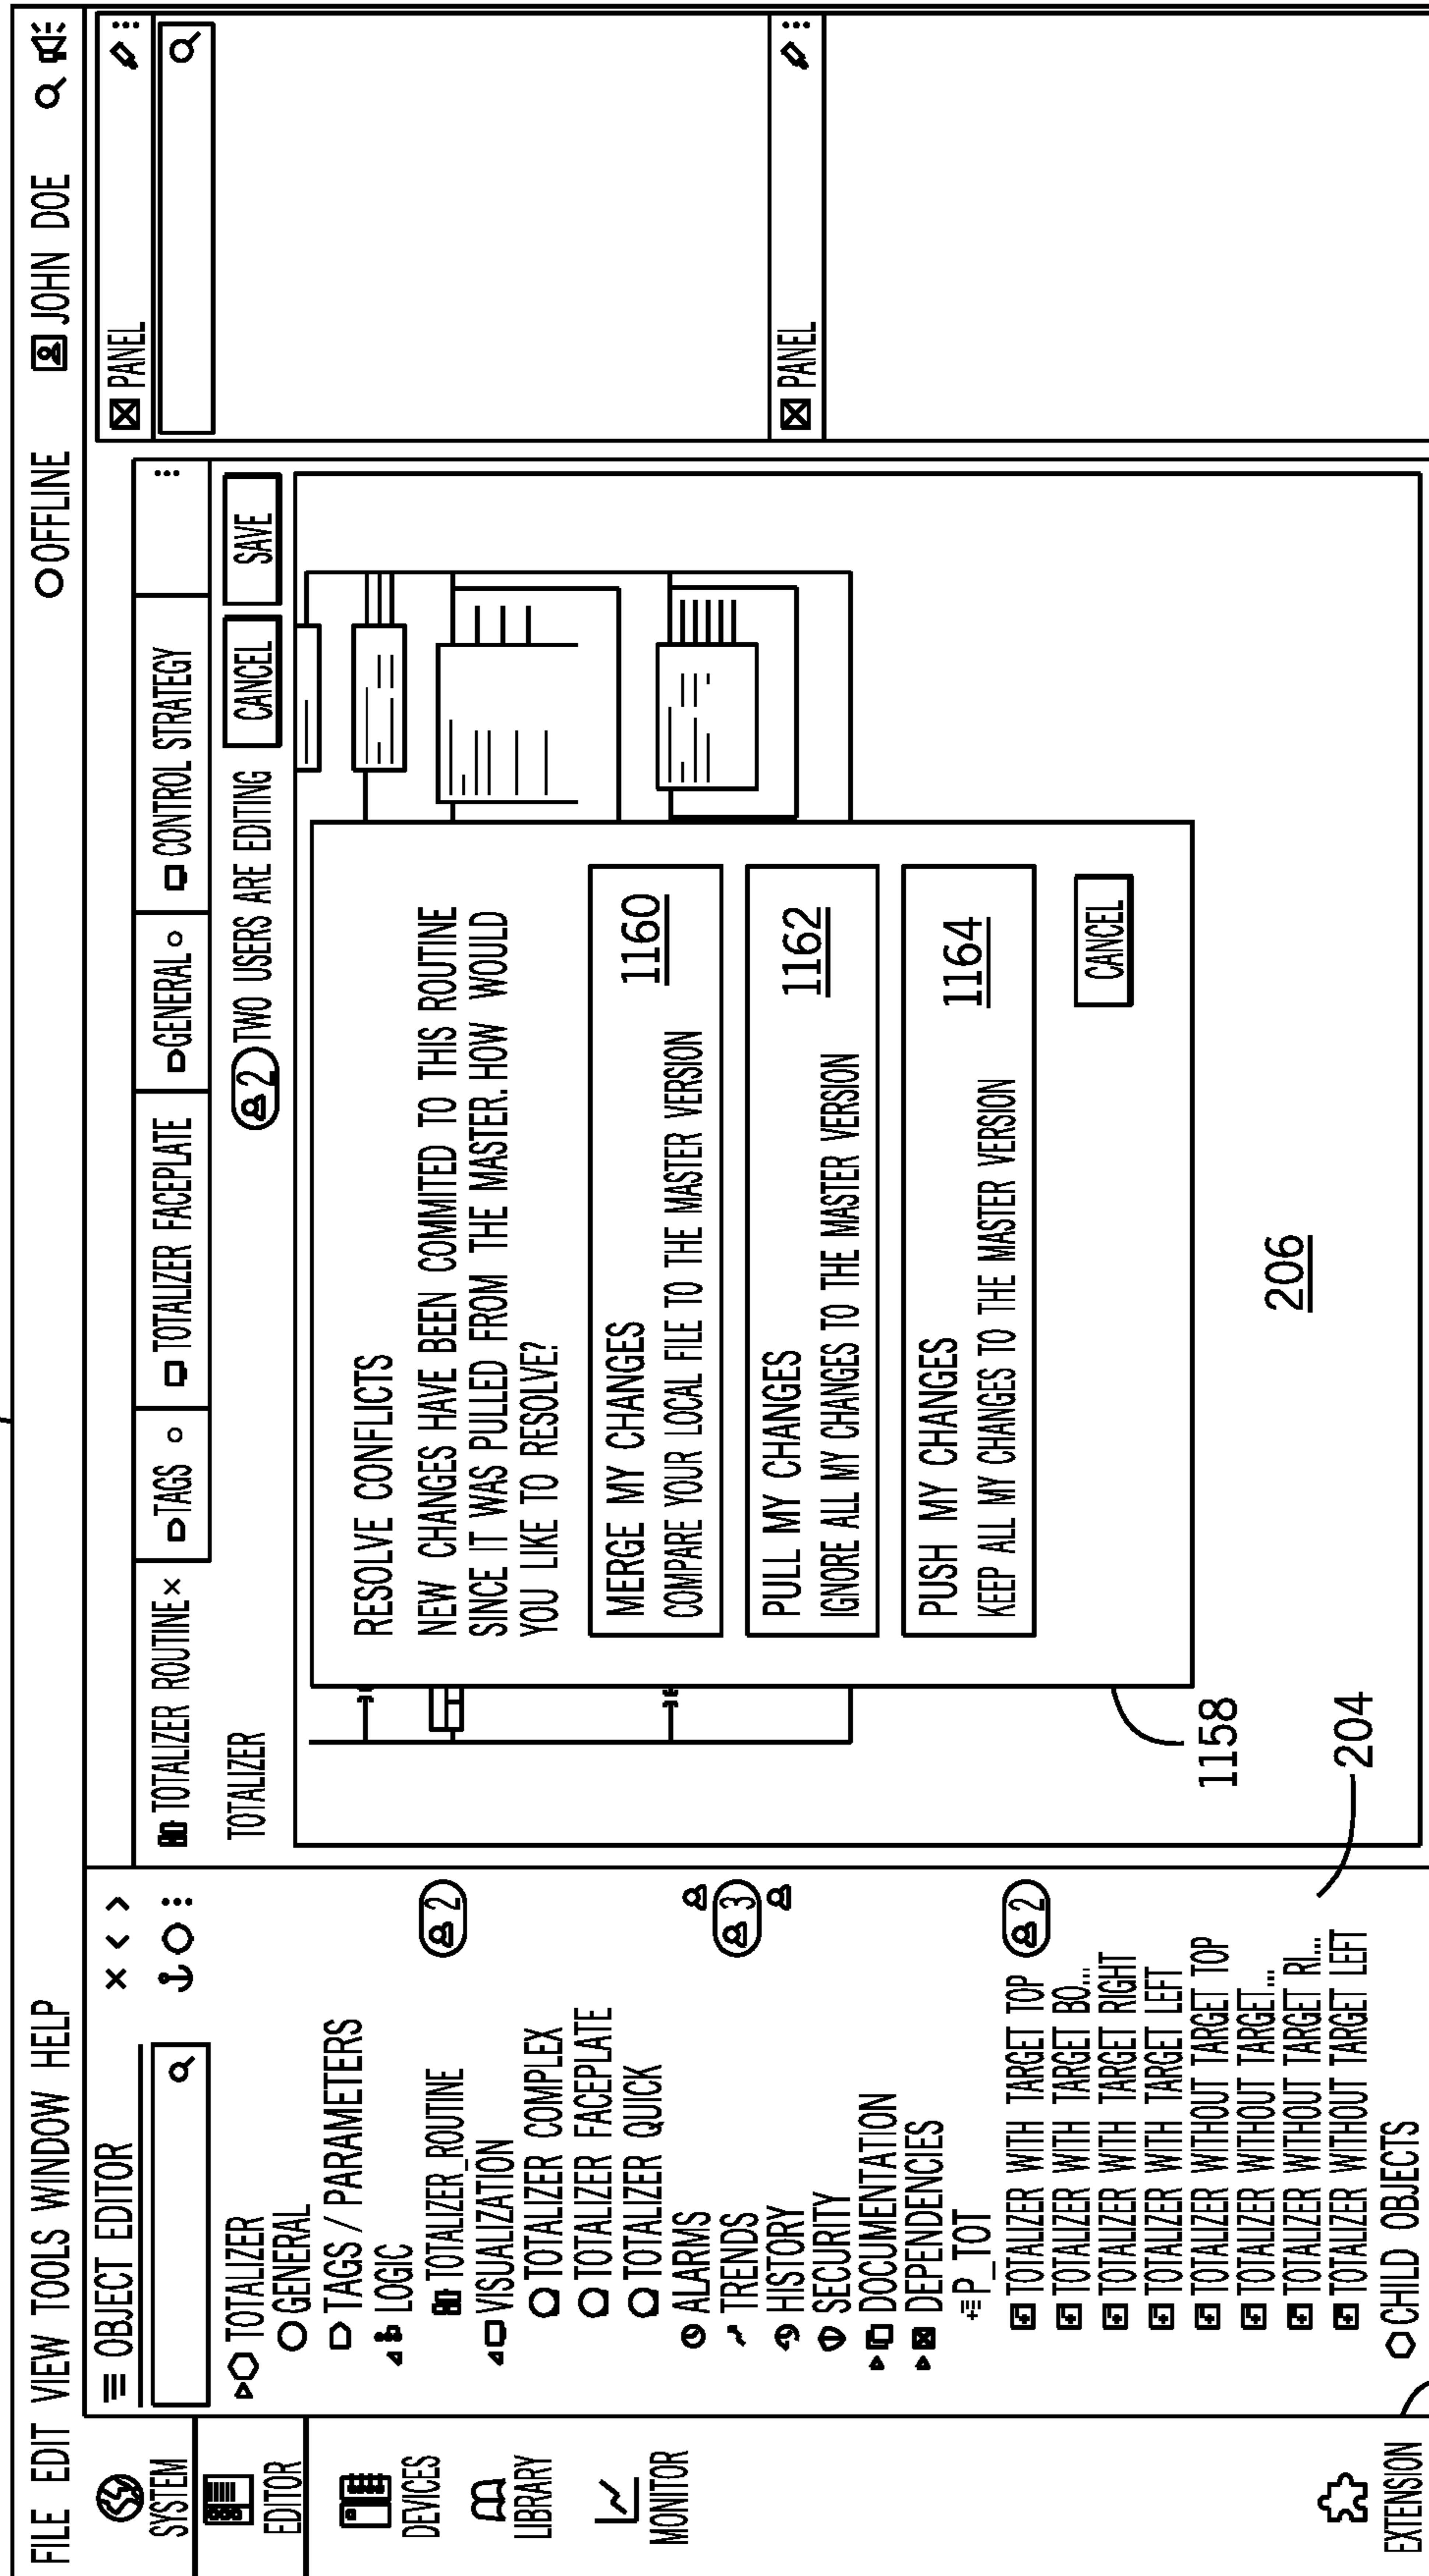 FILE EDIT VIEW TOOLS WINDOW HELP
OFFLINE
JOHN DOE
SYSTEM
EDITOR
DEVICES
LIBRARY
MONITOR
EXTENSION
OBJECT EDITOR
TOTALIZER
GENERAL
TAGS / PARAMETERS
LOGIC
TOTALIZER_ROUTINE 2
VISUALIZATION
TOTALIZER COMPLEX
TOTALIZER FACEPLATE
TOTALIZER QUICK
ALARMS
TRENDS 3
HISTORY
SECURITY
DOCUMENTATION
DEPENDENCIES
P_TOT
TOTALIZER WITH TARGET TOP 2
TOTALIZER WITH TARGET BO...
TOTALIZER WITH TARGET RIGHT
TOTALIZER WITH TARGET LEFT
TOTALIZER WITHOUT TARGET TOP
TOTALIZER WITHOUT TARGET...
TOTALIZER WITHOUT TARGET RI...
TOTALIZER WITHOUT TARGET LEFT
CHILD OBJECTS
204
TOTALIZER ROUTINE ×
TAGS
TOTALIZER FACEPLATE
GENERAL
CONTROL STRATEGY
TOTALIZER
2 TWO USERS ARE EDITING
CANCEL
SAVE
RESOLVE CONFLICTS
NEW CHANGES HAVE BEEN COMMITED TO THIS ROUTINE
SINCE IT WAS PULLED FROM THE MASTER. HOW WOULD
YOU LIKE TO RESOLVE?
MERGE MY CHANGES
1160
COMPARE YOUR LOCAL FILE TO THE MASTER VERSION
PULL MY CHANGES
1162
IGNORE ALL MY CHANGES TO THE MASTER VERSION
PUSH MY CHANGES
1164
KEEP ALL MY CHANGES TO THE MASTER VERSION
CANCEL
1158
206
PANEL
PANEL